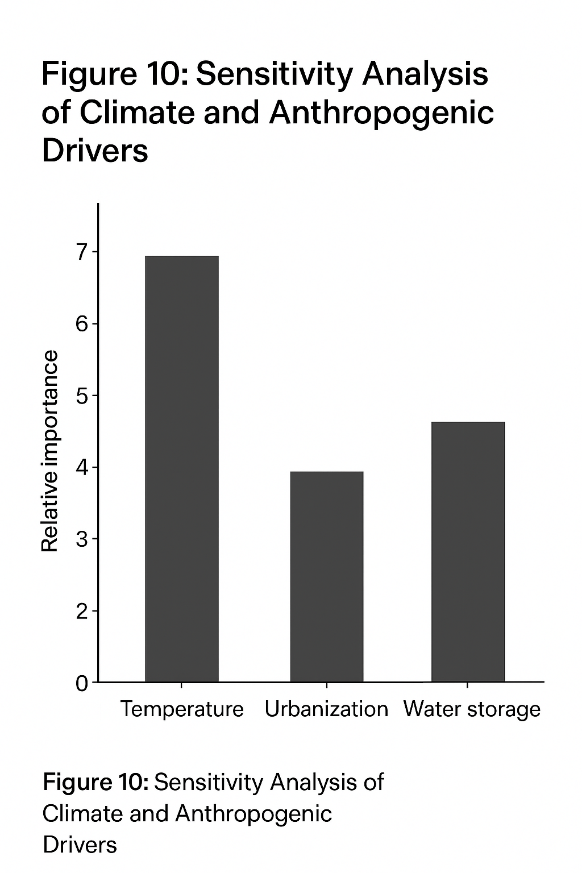 Figure 10: Sensitivity Analysis
of Climate and Anthropogenic
Drivers
Relative importance
7
6
5
4
3
2
0
Temperature
Urbanization
Water storage
Figure 10: Sensitivity Analysis of
Climate and Anthropogenic
Drivers